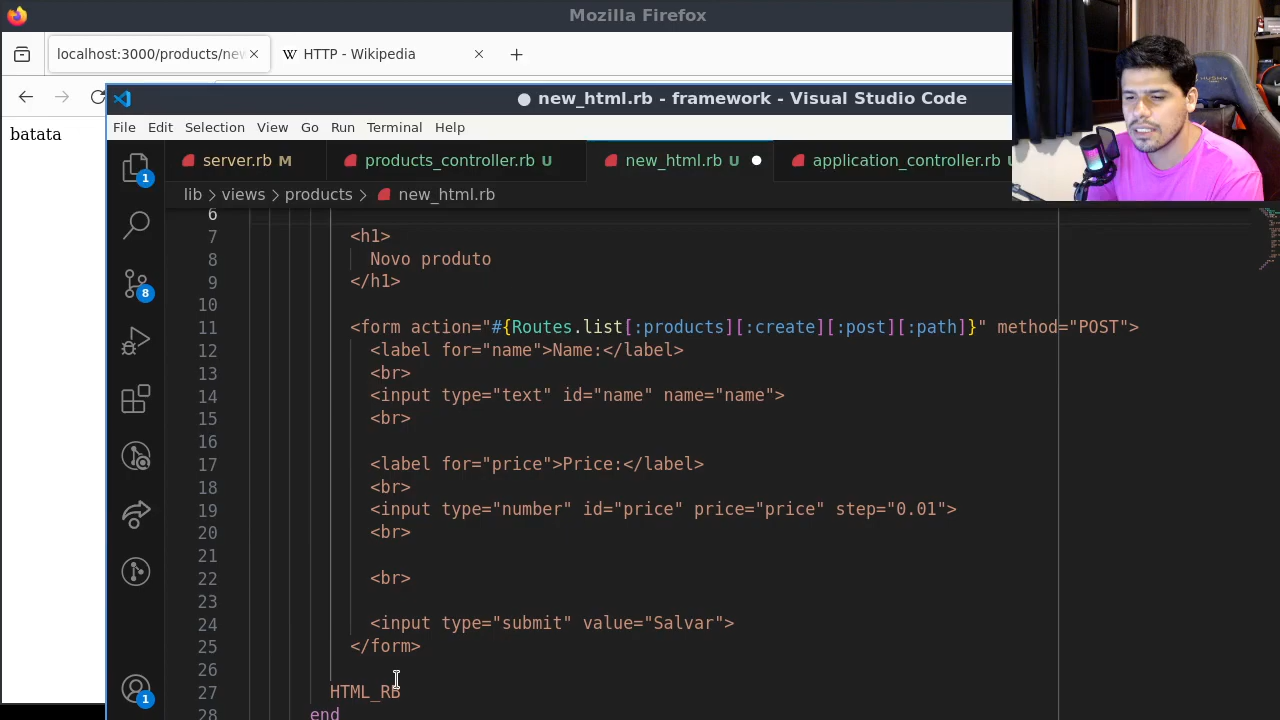 Mozilla Firefox
localhost:3000/products/new
HTTP - Wikipedia
batata
new_html.rb - framework - Visual Studio Code
File Edit Selection View Go Run Terminal Help
server.rb M
products_controller.rb U
new_html.rb U
application_controller.rb U
lib > views > products > new_html.rb
6
7 <h1>
8 Novo produto
9 </h1>
10
11 <form action="#{Routes.list[:products][:create][:post][:path]}" method="POST">
12 <label for="name">Name:</label>
13 <br>
14 <input type="text" id="name" name="name">
15 <br>
16
17 <label for="price">Price:</label>
18 <br>
19 <input type="number" id="price" price="price" step="0.01">
20 <br>
21
22 <br>
23
24 <input type="submit" value="Salvar">
25 </form>
26
27 HTML_RB
28 end
1
8
1